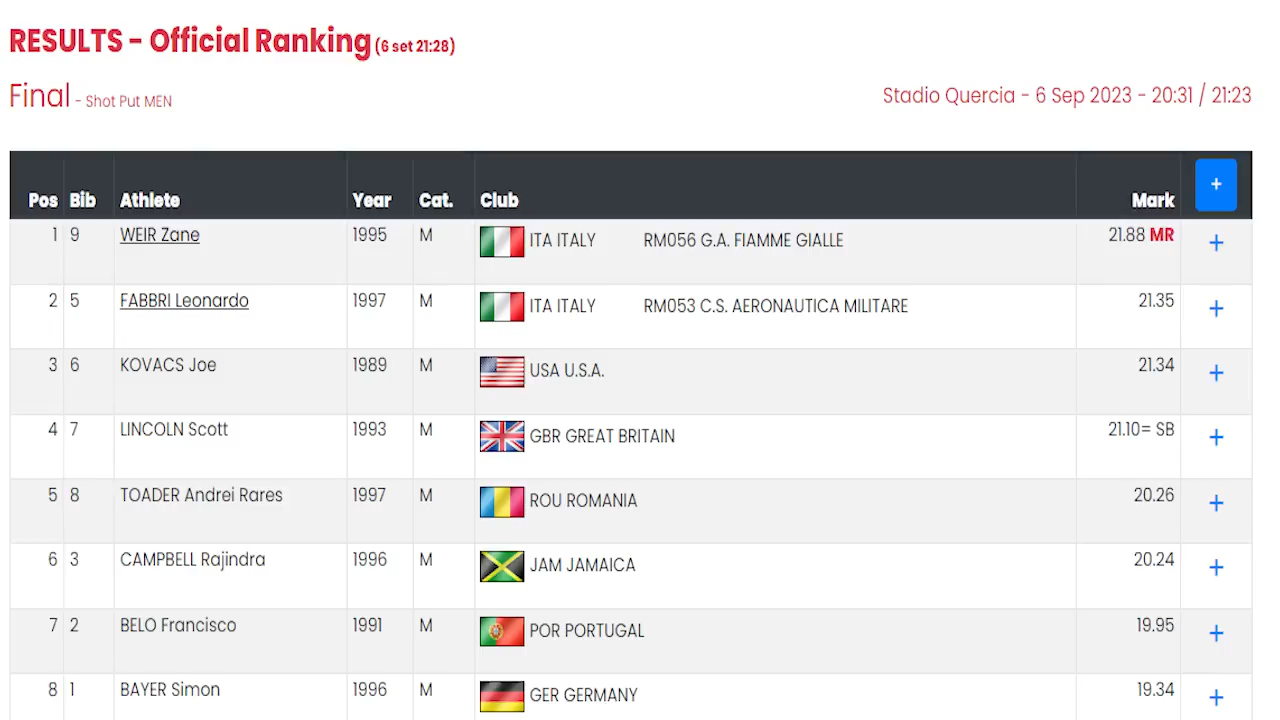 RESULTS - Official Ranking (6 set 21:28)
Final - Shot Put MEN Stadio Quercia - 6 Sep 2023 - 20:31 / 21:23
Pos Bib Athlete Year Cat. Club Mark +
1 9 WEIR Zane 1995 M ITA ITALY RM056 G.A. FIAMME GIALLE 21.88 MR +
2 5 FABBRI Leonardo 1997 M ITA ITALY RM053 C.S. AERONAUTICA MILITARE 21.35 +
3 6 KOVACS Joe 1989 M USA U.S.A. 21.34 +
4 7 LINCOLN Scott 1993 M GBR GREAT BRITAIN 21.10= SB +
5 8 TOADER Andrei Rares 1997 M ROU ROMANIA 20.26 +
6 3 CAMPBELL Rajindra 1996 M JAM JAMAICA 20.24 +
7 2 BELO Francisco 1991 M POR PORTUGAL 19.95 +
8 1 BAYER Simon 1996 M GER GERMANY 19.34 +